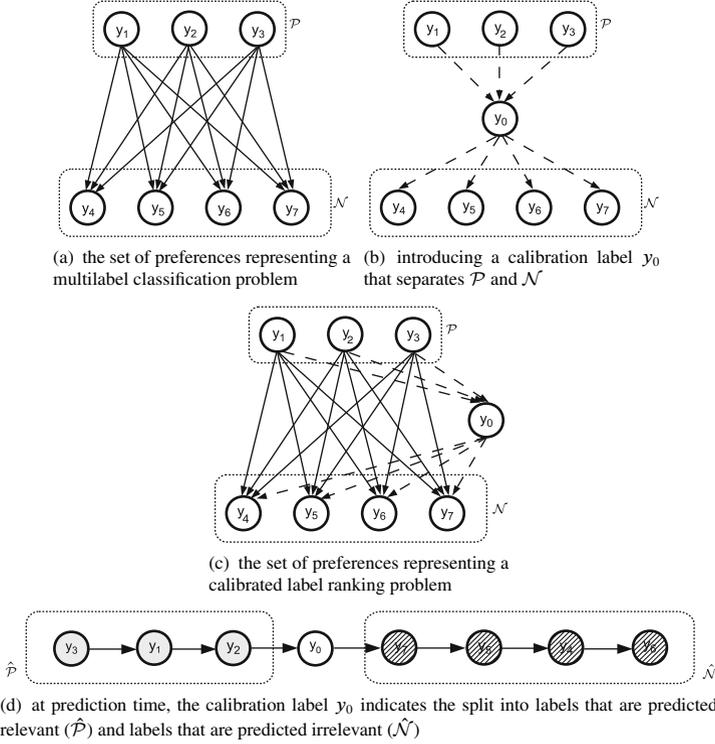 y1 y2 y3 P
y4 y5 y6 y7 N
(a) the set of preferences representing a
multilabel classification problem
y1 y2 y3 P
y0
y4 y5 y6 y7 N
(b) introducing a calibration label y0
that separates P and N
y1 y2 y3 P
y0
y4 y5 y6 y7 N
(c) the set of preferences representing a
calibrated label ranking problem
P̂ y3 y1 y2 y0 y7 y4 N̂
(d) at prediction time, the calibration label y0 indicates the split into labels that are predicted
relevant (P̂) and labels that are predicted irrelevant (N̂)